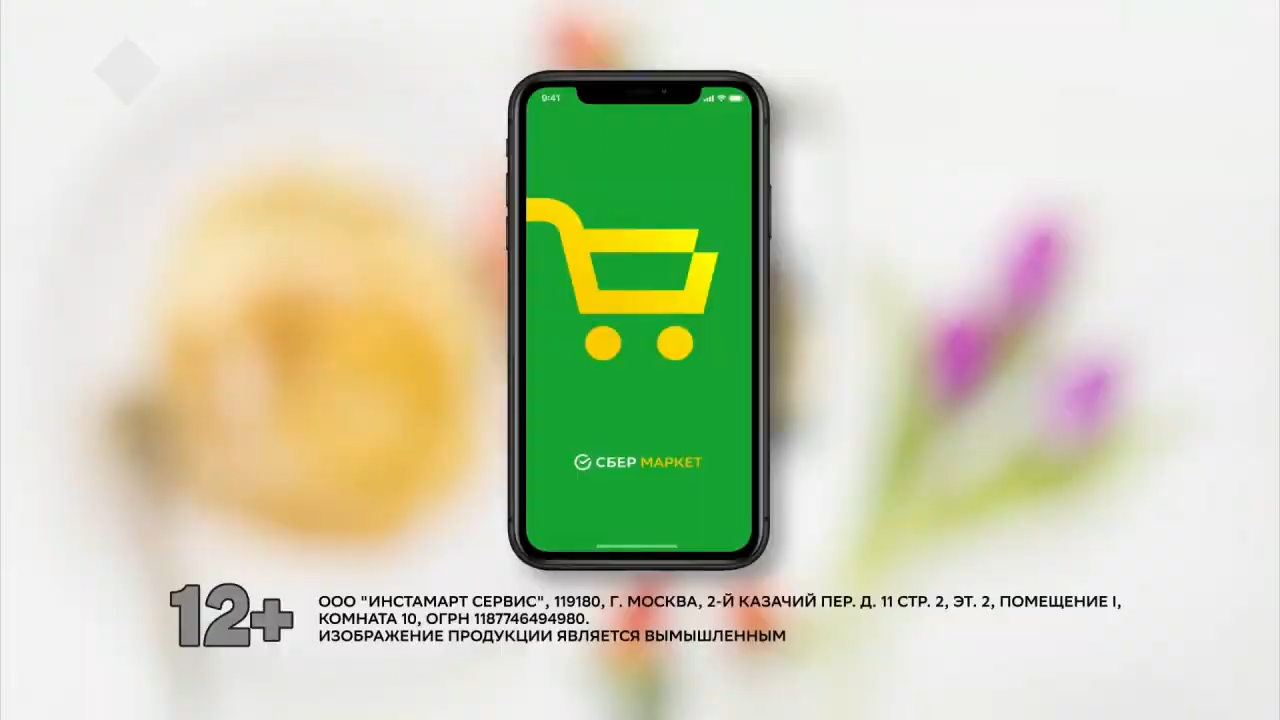 9:41
СБЕР МАРКЕТ
12+
ООО "ИНСТАМАРТ СЕРВИС", 119180, Г. МОСКВА, 2-Й КАЗАЧИЙ ПЕР. Д. 11 СТР. 2, ЭТ. 2, ПОМЕЩЕНИЕ I,
КОМНАТА 10, ОГРН 1187746494980.
ИЗОБРАЖЕНИЕ ПРОДУКЦИИ ЯВЛЯЕТСЯ ВЫМЫШЛЕННЫМ